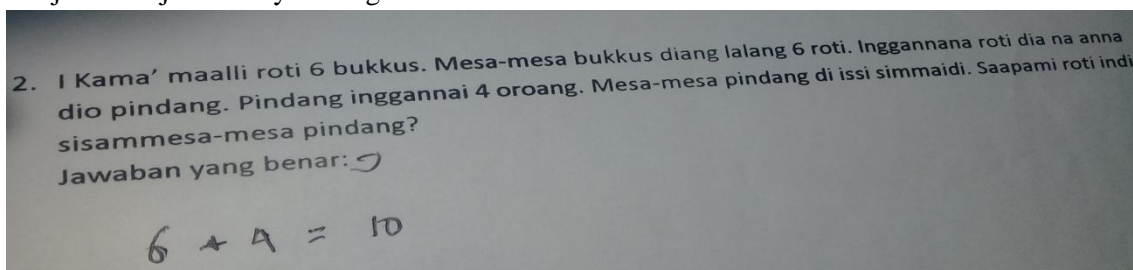 2. I Kama' maalli roti 6 bukkus. Mesa-mesa bukkus diang lalang 6 roti. Inggannana roti dia na anna
dio pindang. Pindang inggannai 4 oroang. Mesa-mesa pindang di issi simmaidi. Saapami roti indi
sisammesa-mesa pindang?
Jawaban yang benar: 9
6 + 4 = 10